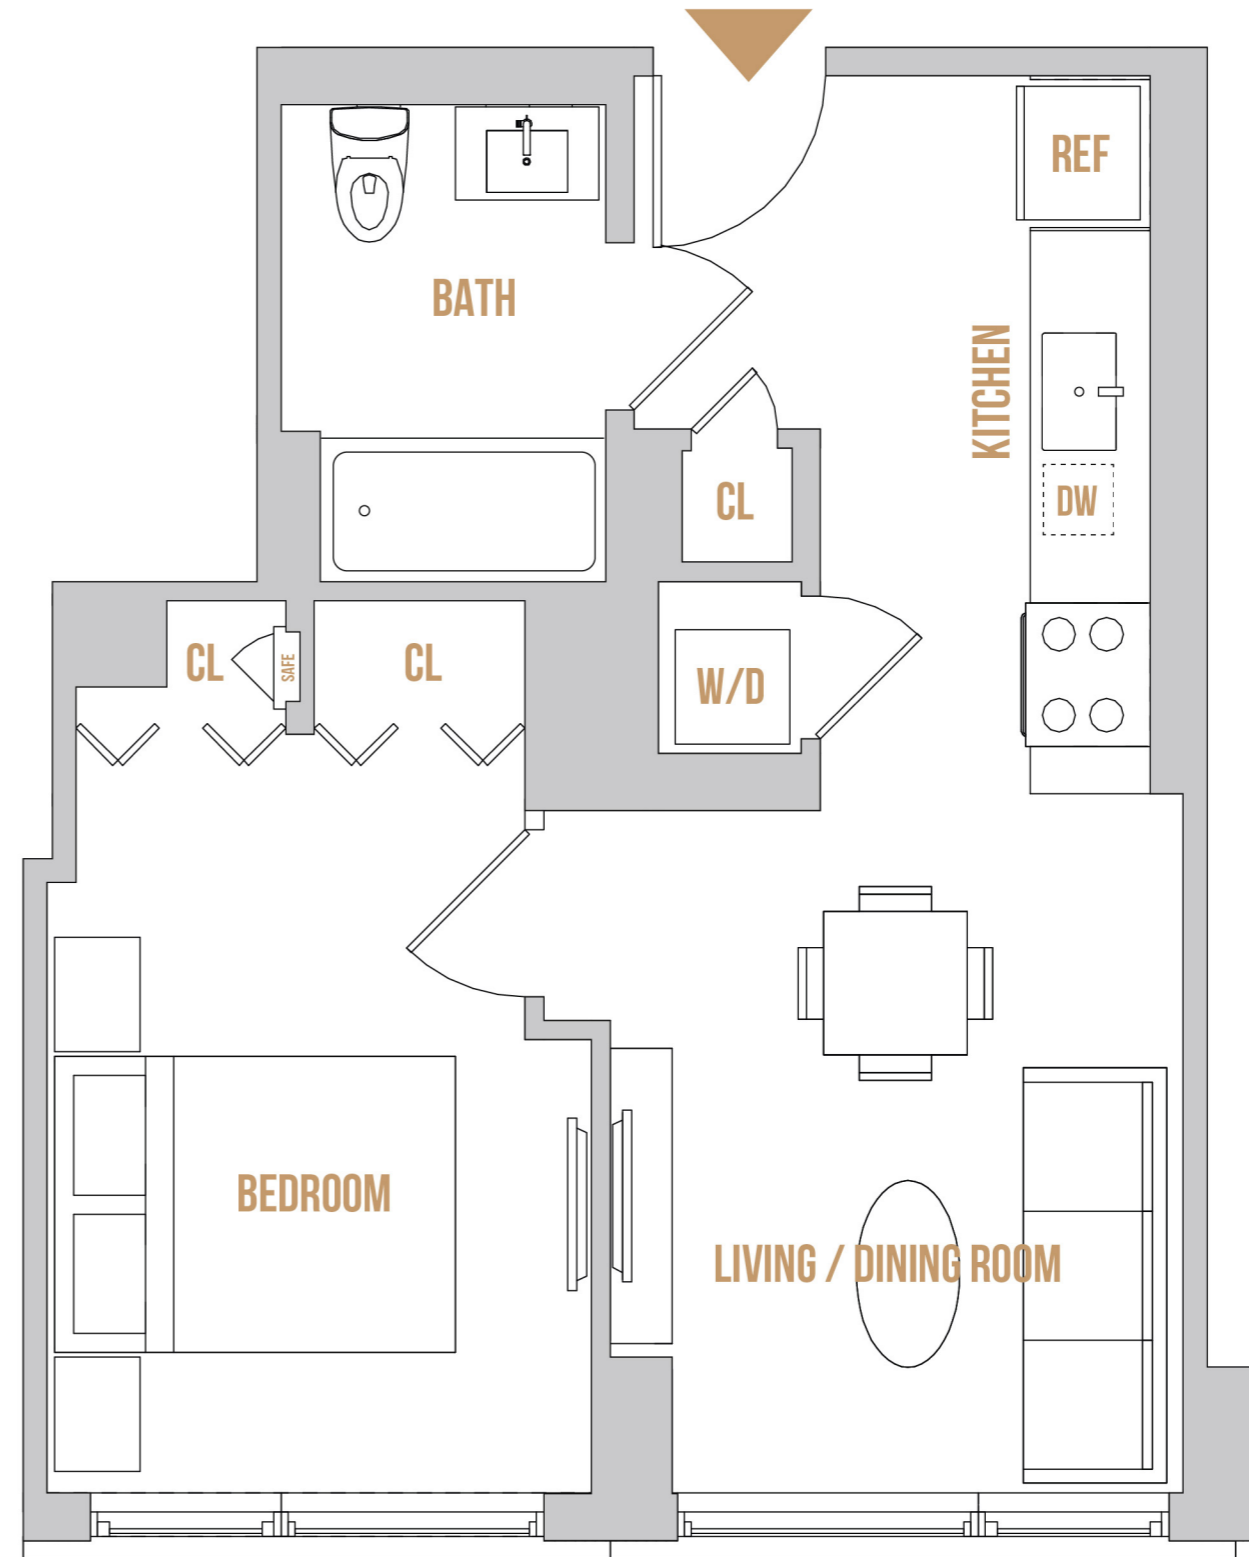 REF
BATH
KITCHEN
CL
DW
CL
SAFE
CL
W/D
BEDROOM
LIVING / DINING ROOM